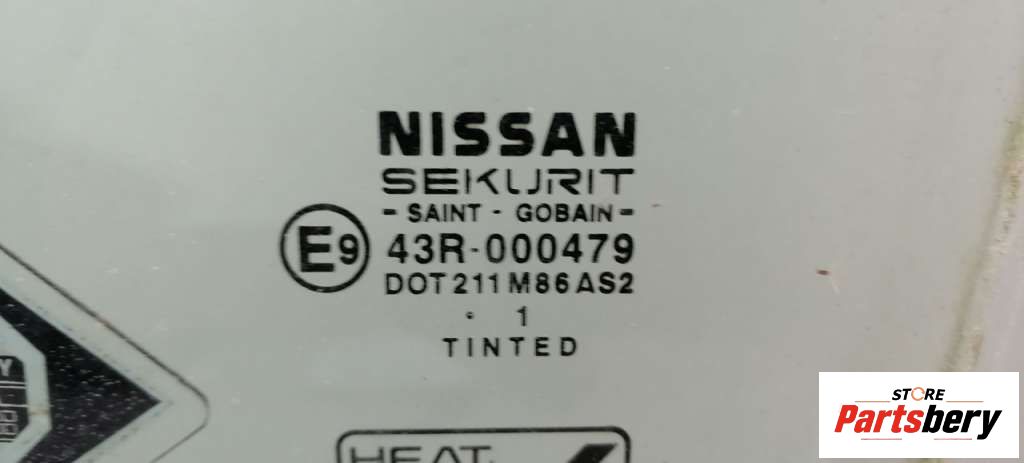 NISSAN
SEKURIT
- SAINT - GOBAIN -
E9 43R-000479
DOT 211 M86 AS2
. 1
TINTED
HEAT
STORE
Partsbery